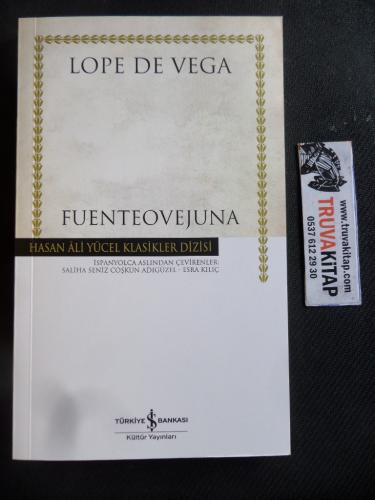 LOPE DE VEGA
FUENTEOVEJUNA
HASAN ÂLİ YÜCEL KLASİKLER DİZİSİ
İSPANYOLCA ASLINDAN ÇEVİRENLER:
SALİHA SENİZ COŞKUN ADIGÜZEL - ESRA KILIÇ
TÜRKİYE İŞ BANKASI
Kültür Yayınları
www.truvakitap.com
TRUVAKİTAP
0537 612 29 30